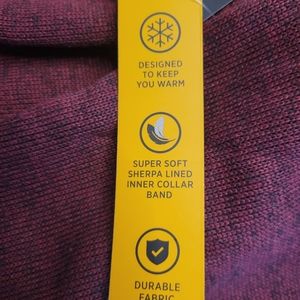 DESIGNED
TO KEEP
YOU WARM
SUPER SOFT
SHERPA LINED
INNER COLLAR
BAND
DURABLE
FABRIC